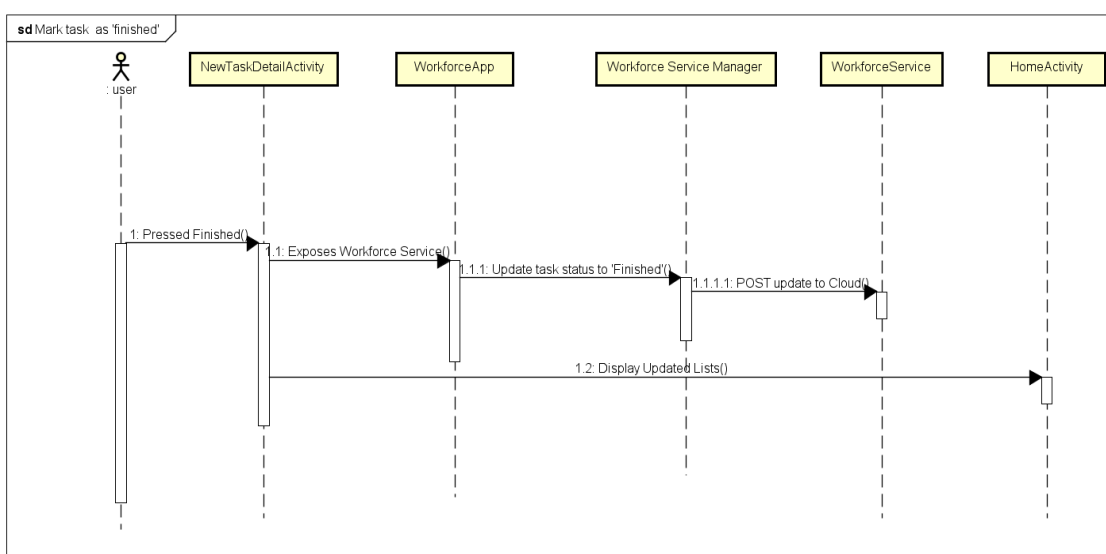 sd Mark task as 'finished'
: user
NewTaskDetailActivity
WorkforceApp
Workforce Service Manager
WorkforceService
HomeActivity
1: Pressed Finished()
1.1: Exposes Workforce Service()
1.1.1: Update task status to 'Finished'()
1.1.1.1: POST update to Cloud()
1.2: Display Updated Lists()